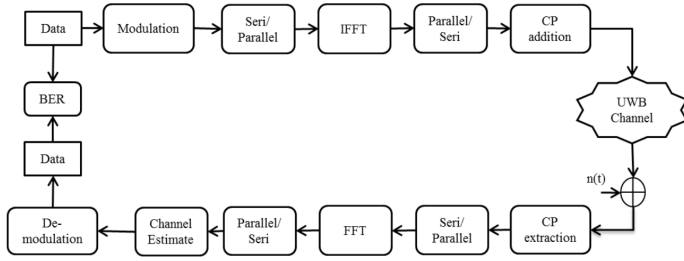 Data
Modulation
Seri/
Parallel
IFFT
Parallel/
Seri
CP
addition
BER
UWB
Channel
Data
n(t)
De-
modulation
Channel
Estimate
Parallel/
Seri
FFT
Seri/
Parallel
CP
extraction